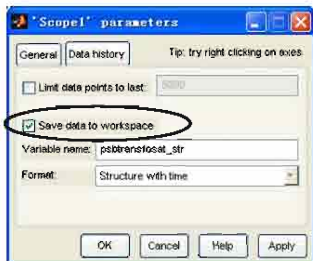 'Scope1' parameters
General Data history Tip: try right clicking on axes
Limit data points to last: 5000
Save data to workspace
Variable name: psbtransfosat_str
Format: Structure with time
OK Cancel Help Apply